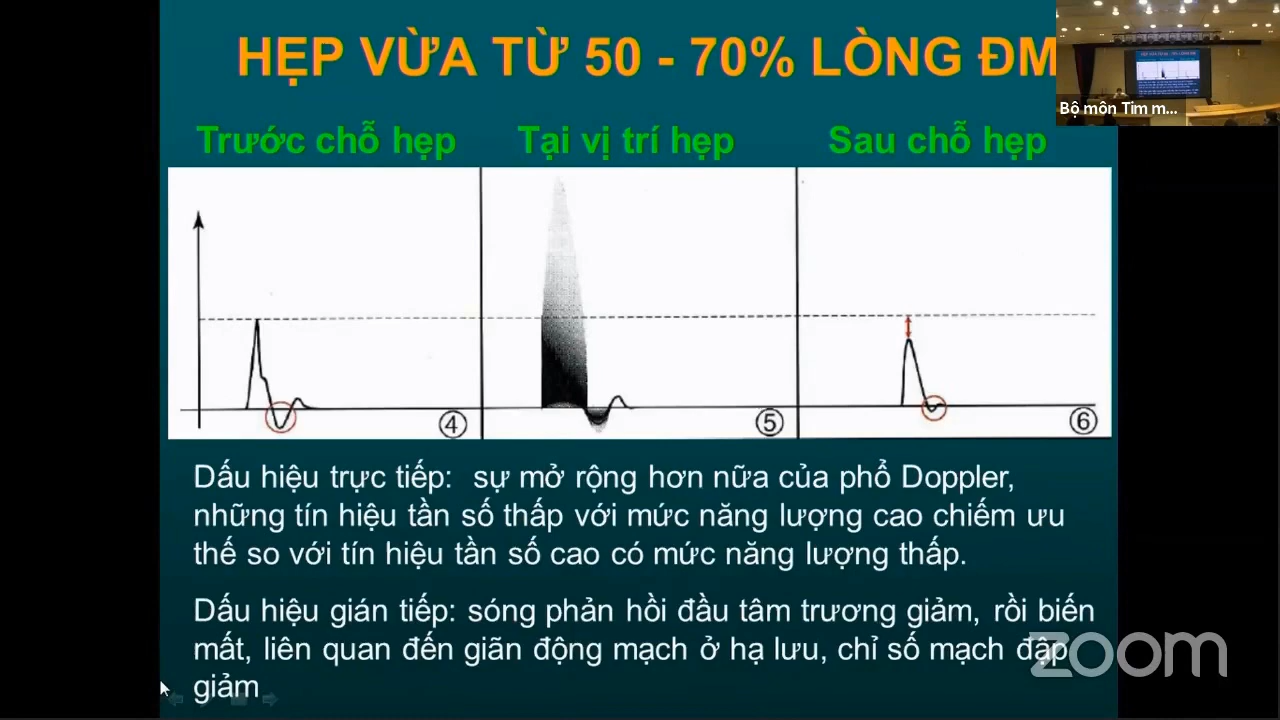 HẸP VỪA TỪ 50 - 70% LÒNG ĐM
Bộ môn Tim m...
Trước chỗ hẹp
Tại vị trí hẹp
Sau chỗ hẹp
④
⑤
⑥
Dấu hiệu trực tiếp: sự mở rộng hơn nữa của phổ Doppler,
những tín hiệu tần số thấp với mức năng lượng cao chiếm ưu
thế so với tín hiệu tần số cao có mức năng lượng thấp.
Dấu hiệu gián tiếp: sóng phản hồi đầu tâm trương giảm, rồi biến
mất, liên quan đến giãn động mạch ở hạ lưu, chỉ số mạch đập
giảm
zoom